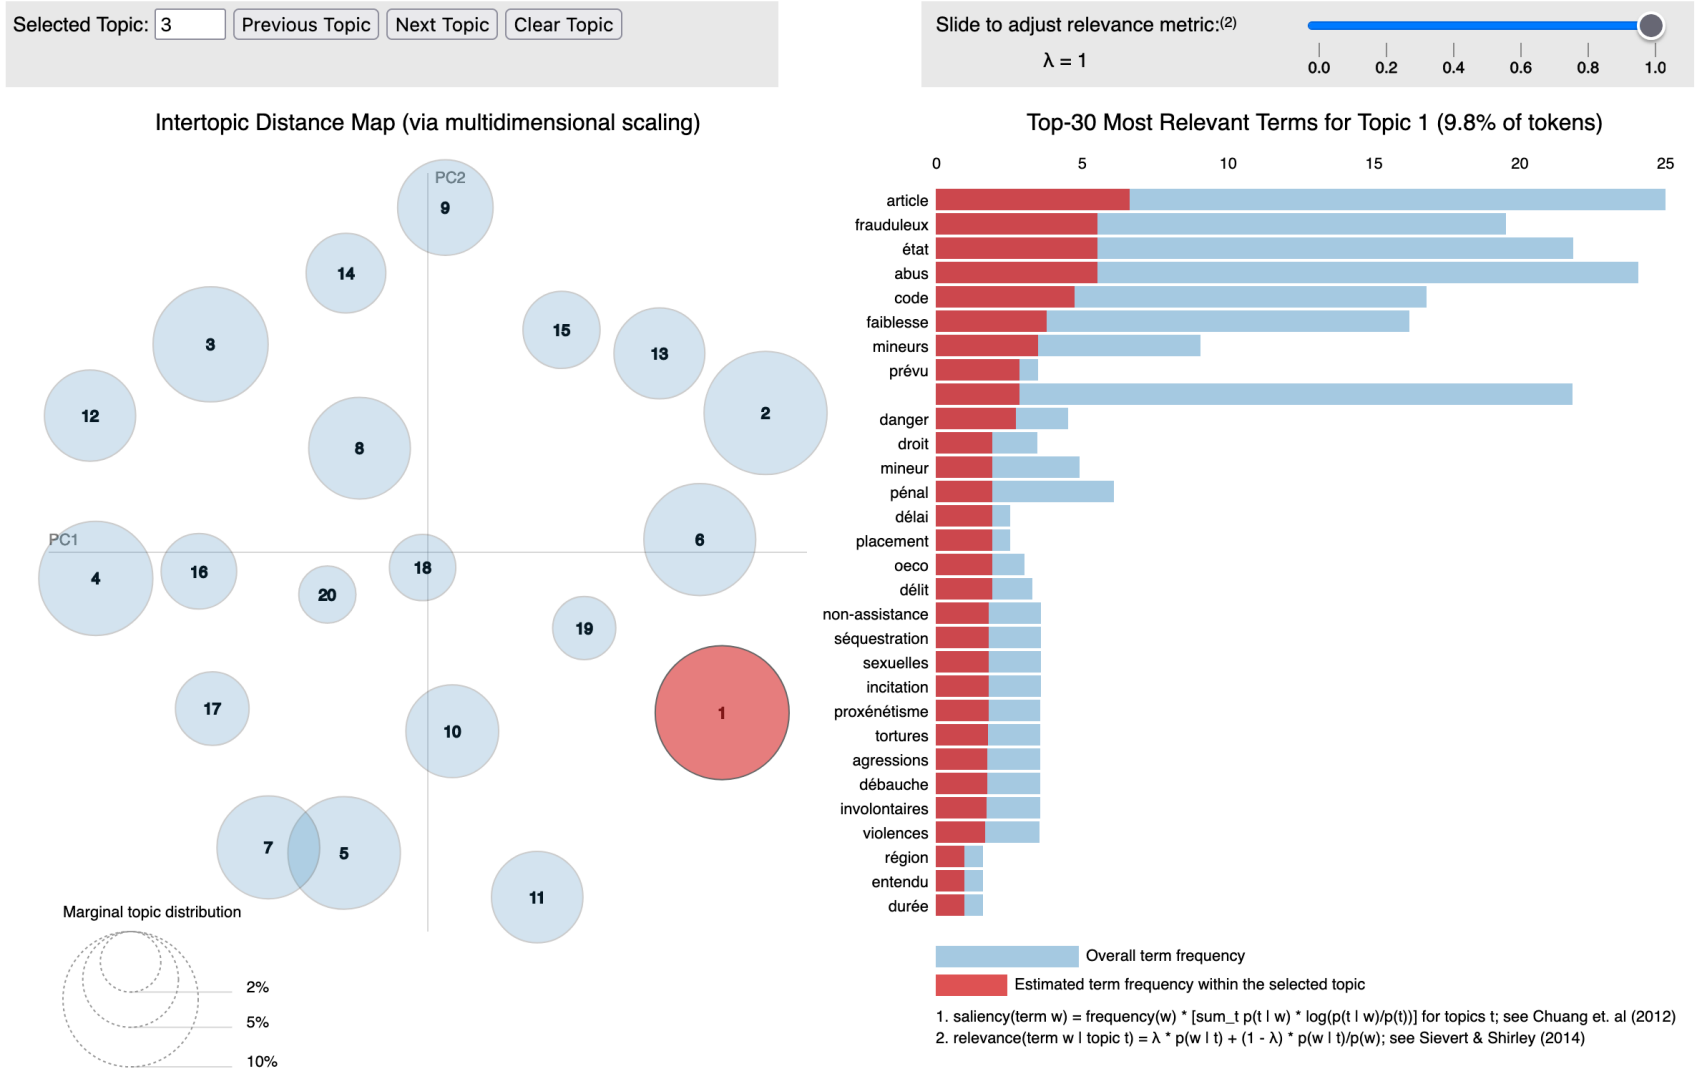 Selected Topic: 3 Previous Topic Next Topic Clear Topic
Slide to adjust relevance metric:(2)
λ = 1
0.0 0.2 0.4 0.6 0.8 1.0
Intertopic Distance Map (via multidimensional scaling)
PC2
9
14
15
13
3
2
12
8
PC1
6
18
16
4
20
19
17
1
10
7
5
11
Marginal topic distribution
2%
5%
10%
Top-30 Most Relevant Terms for Topic 1 (9.8% of tokens)
0 5 10 15 20 25
article
frauduleux
état
abus
code
faiblesse
mineurs
prévu
danger
droit
mineur
pénal
délai
placement
oeco
délit
non-assistance
séquestration
sexuelles
incitation
proxénétisme
tortures
agressions
débauche
involontaires
violences
région
entendu
durée
Overall term frequency
Estimated term frequency within the selected topic
1. saliency(term w) = frequency(w) * [sum_t p(t | w) * log(p(t | w)/p(t))] for topics t; see Chuang et. al (2012)
2. relevance(term w | topic t) = λ * p(w | t) + (1 - λ) * p(w | t)/p(w); see Sievert & Shirley (2014)